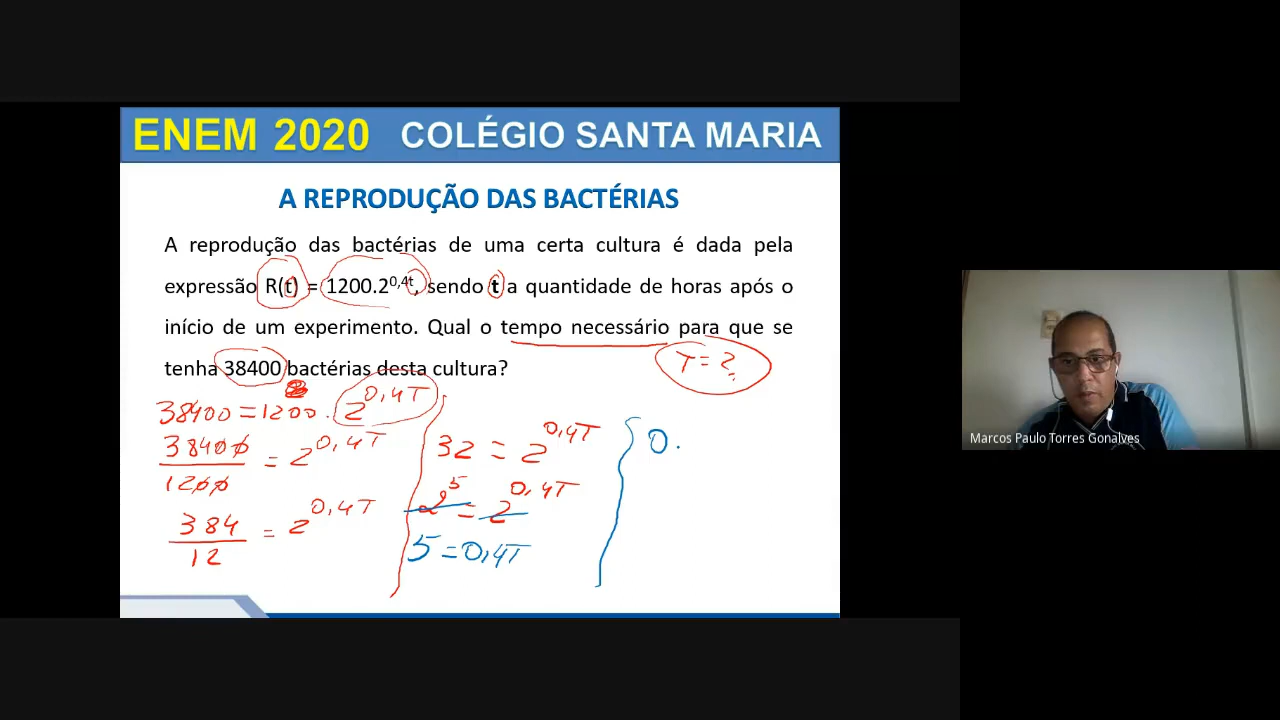 ENEM 2020 COLÉGIO SANTA MARIA
A REPRODUÇÃO DAS BACTÉRIAS
A reprodução das bactérias de uma certa cultura é dada pela
expressão R(t) = 1200.2^0,4t, sendo t a quantidade de horas após o
início de um experimento. Qual o tempo necessário para que se
tenha 38400 bactérias desta cultura?
T = ?
38400 = 1200 . 2^0,4T
38400/1200 = 2^0,4T
384/12 = 2^0,4T
32 = 2^0,4T
2^5 = 2^0,4T
5 = 0,4T
0.
Marcos Paulo Torres Gonalves